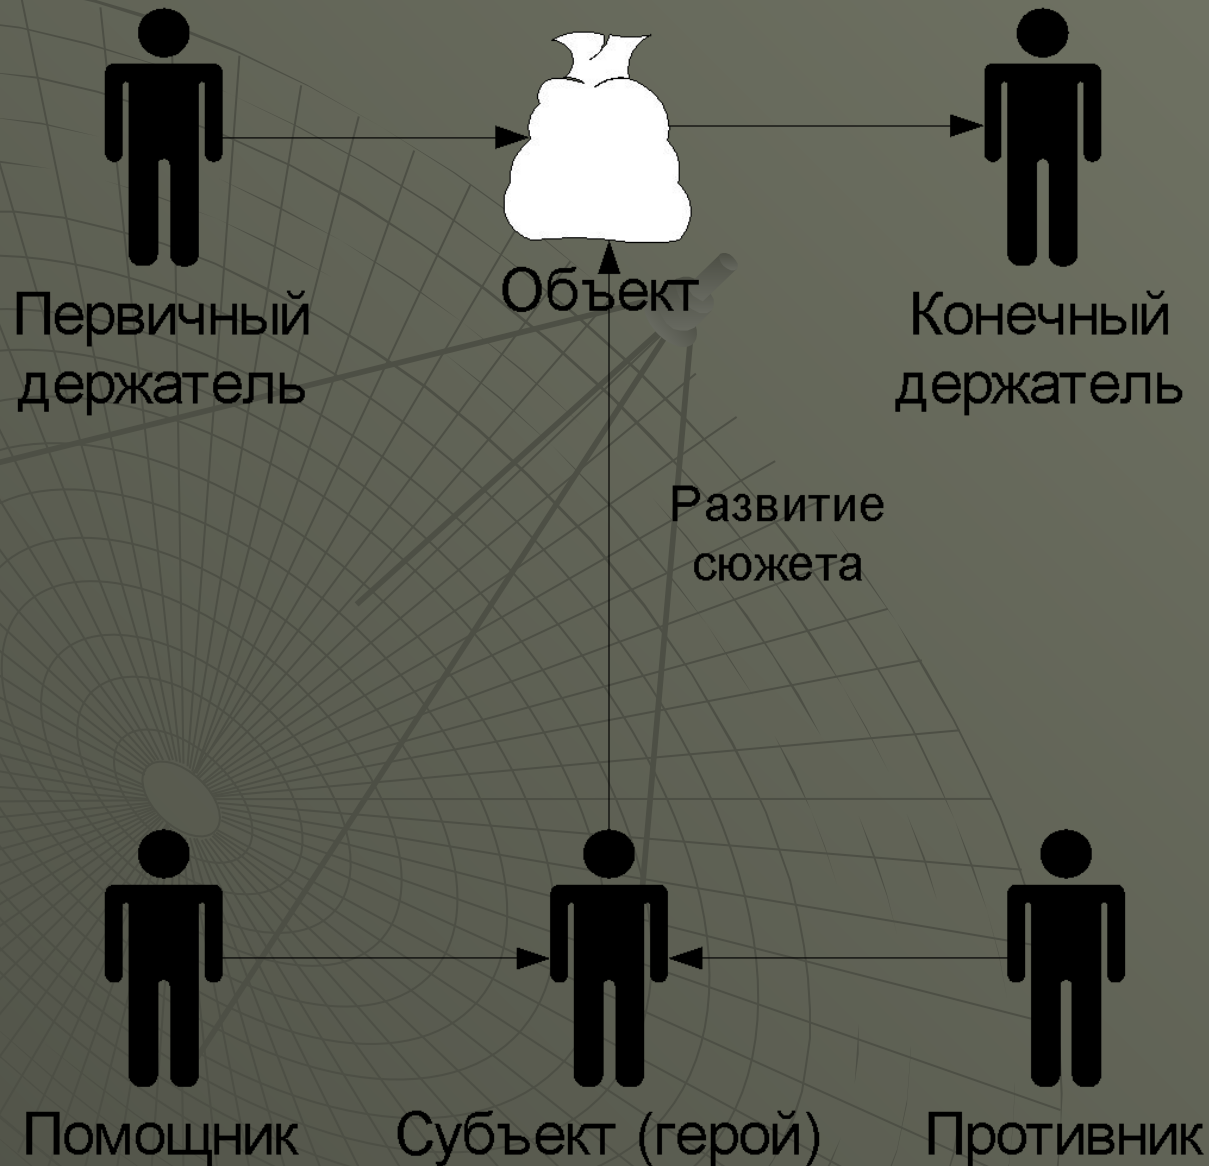 Объект
Первичный
держатель
Конечный
держатель
Развитие
сюжета
Помощник
Субъект (герой)
Противник